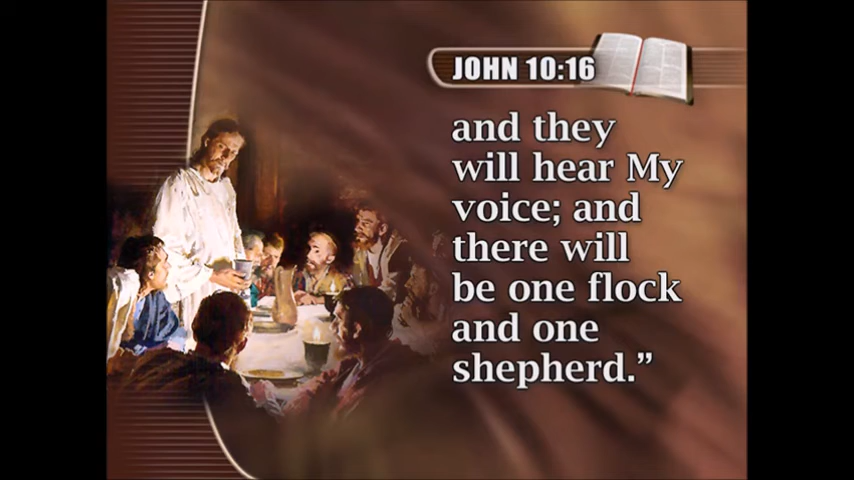 JOHN 10:16
and they
will hear My
voice; and
there will
be one flock
and one
shepherd.”